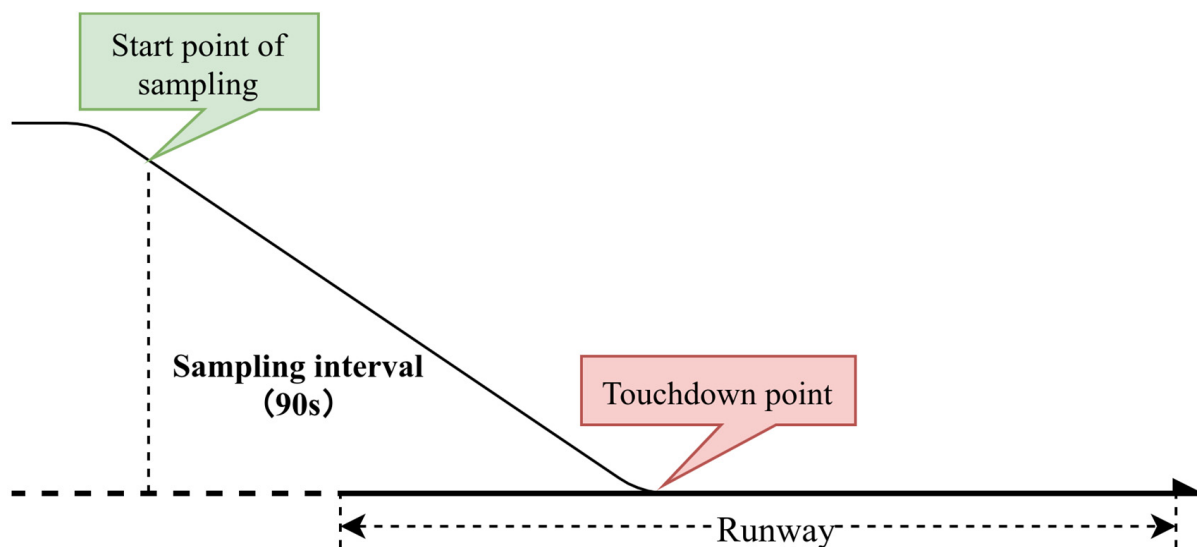 Start point of
sampling
Sampling interval
（90s）
Touchdown point
Runway